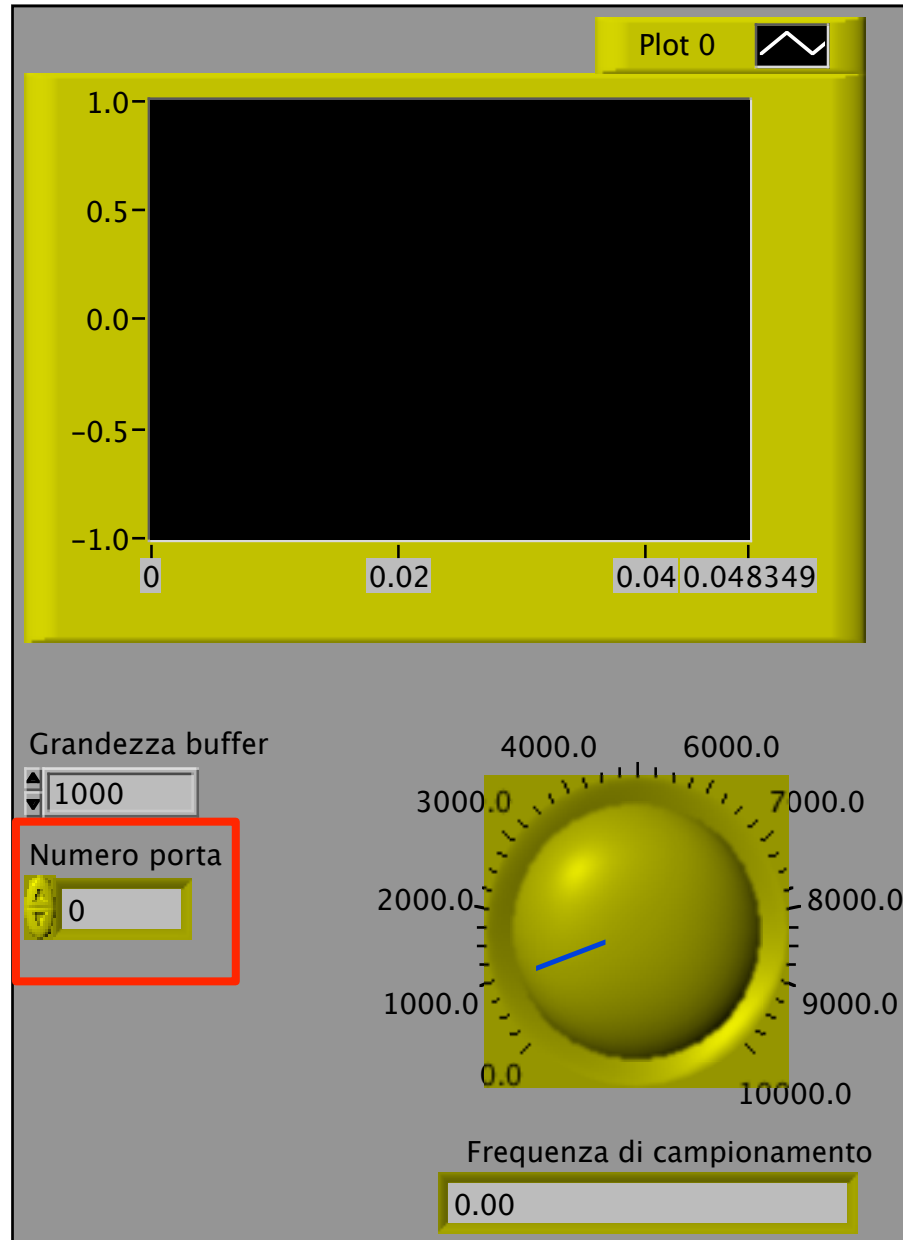 Plot 0
1.0
0.5
0.0
-0.5
-1.0
0 0.02 0.04 0.048349
Grandezza buffer
1000
Numero porta
0
4000.0 6000.0
3000.0 7000.0
2000.0 8000.0
1000.0 9000.0
0.0 10000.0
Frequenza di campionamento
0.00